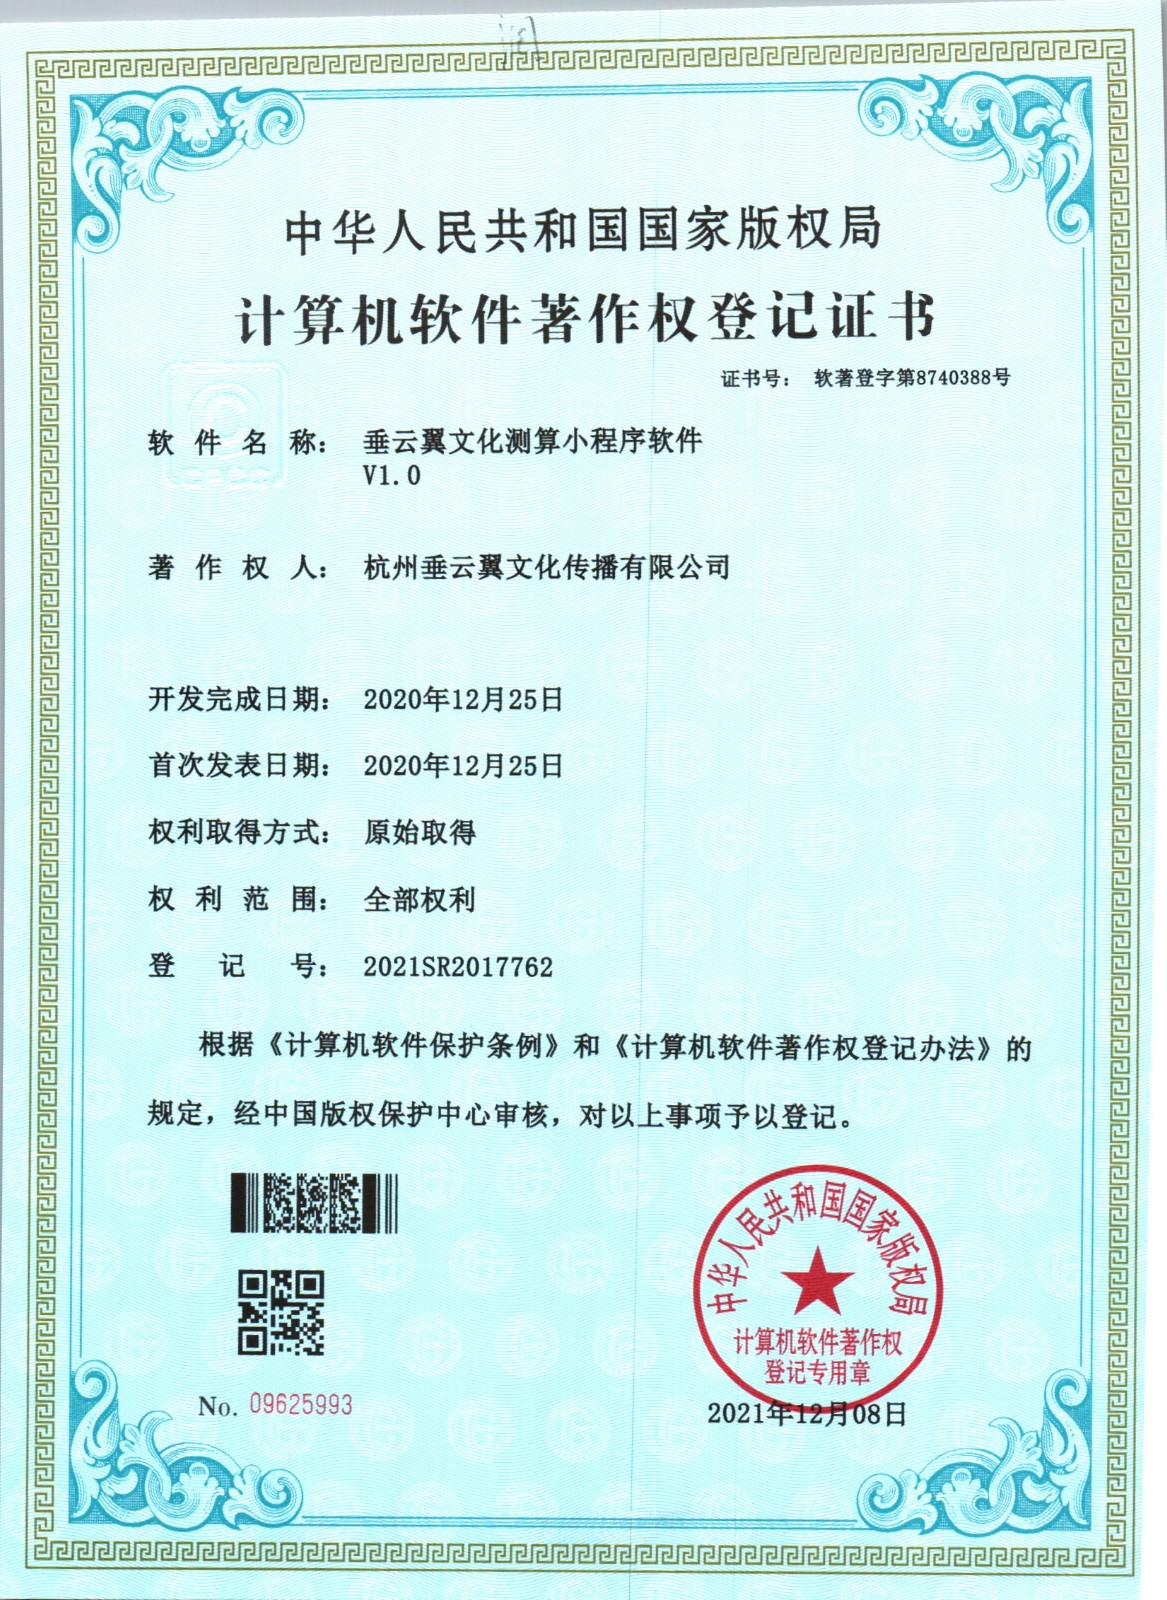 中华人民共和国国家版权局
计算机软件著作权登记证书
证书号： 软著登字第8740388号
软件名称： 垂云翼文化测算小程序软件
V1.0
著作权人： 杭州垂云翼文化传播有限公司
开发完成日期： 2020年12月25日
首次发表日期： 2020年12月25日
权利取得方式： 原始取得
权利范围： 全部权利
登记号： 2021SR2017762
根据《计算机软件保护条例》和《计算机软件著作权登记办法》的
规定，经中国版权保护中心审核，对以上事项予以登记。
中华人民共和国国家版权局
计算机软件著作权
登记专用章
No. 09625993
2021年12月08日